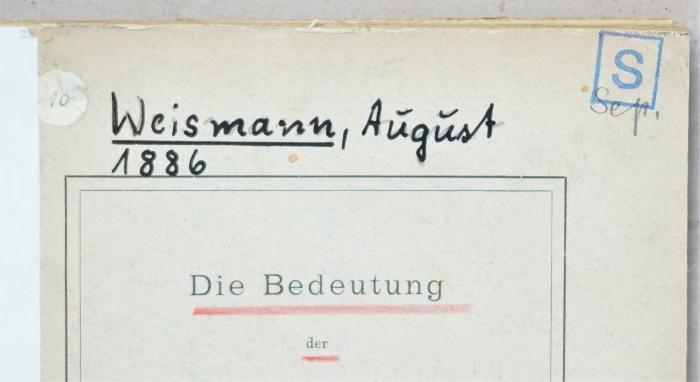 10
S
Sep.
Weismann, August
1886
Die Bedeutung
der